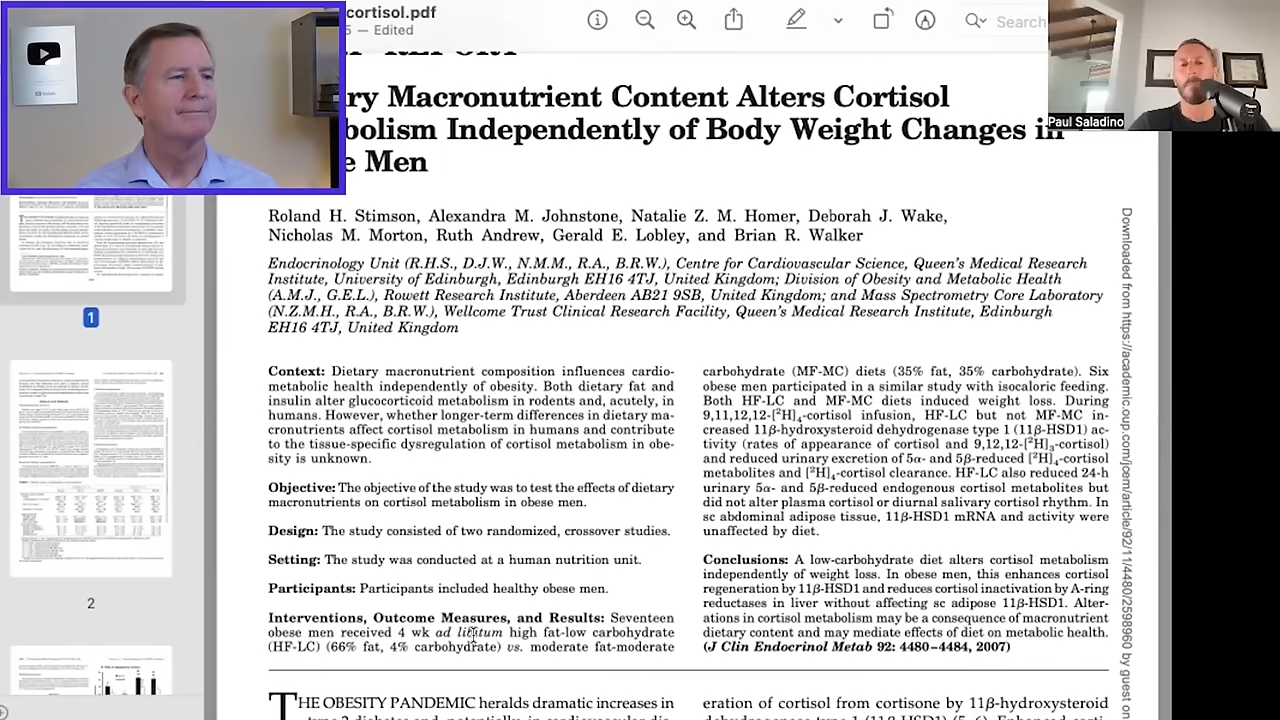 cortisol.pdf
— Edited
Search
Paul Saladino
ry Macronutrient Content Alters Cortisol
bolism Independently of Body Weight Changes in
e Men
Roland H. Stimson, Alexandra M. Johnstone, Natalie Z. M. Homer, Deborah J. Wake,
Nicholas M. Morton, Ruth Andrew, Gerald E. Lobley, and Brian R. Walker
Endocrinology Unit (R.H.S., D.J.W., N.M.M., R.A., B.R.W.), Centre for Cardiovascular Science, Queen's Medical Research
Institute, University of Edinburgh, Edinburgh EH16 4TJ, United Kingdom; Division of Obesity and Metabolic Health
(A.M.J., G.E.L.), Rowett Research Institute, Aberdeen AB21 9SB, United Kingdom; and Mass Spectrometry Core Laboratory
(N.Z.M.H., R.A., B.R.W.), Wellcome Trust Clinical Research Facility, Queen's Medical Research Institute, Edinburgh
EH16 4TJ, United Kingdom
Context: Dietary macronutrient composition influences cardio-
metabolic health independently of obesity. Both dietary fat and
insulin alter glucocorticoid metabolism in rodents and, acutely, in
humans. However, whether longer-term differences in dietary ma-
cronutrients affect cortisol metabolism in humans and contribute
to the tissue-specific dysregulation of cortisol metabolism in obe-
sity is unknown.
Objective: The objective of the study was to test the effects of dietary
macronutrients on cortisol metabolism in obese men.
Design: The study consisted of two randomized, crossover studies.
Setting: The study was conducted at a human nutrition unit.
Participants: Participants included healthy obese men.
Interventions, Outcome Measures, and Results: Seventeen
obese men received 4 wk ad libitum high fat-low carbohydrate
(HF-LC) (66% fat, 4% carbohydrate) vs. moderate fat-moderate
carbohydrate (MF-MC) diets (35% fat, 35% carbohydrate). Six
obese men participated in a similar study with isocaloric feeding.
Both HF-LC and MF-MC diets induced weight loss. During
9,11,12,12-[²H]₄-cortisol infusion, HF-LC but not MF-MC in-
creased 11β-hydroxysteroid dehydrogenase type 1 (11β-HSD1) ac-
tivity (rates of appearance of cortisol and 9,12,12-[²H]₃-cortisol)
and reduced urinary excretion of 5α- and 5β-reduced [²H]₄-cortisol
metabolites and [²H]₄-cortisol clearance. HF-LC also reduced 24-h
urinary 5α- and 5β-reduced endogenous cortisol metabolites but
did not alter plasma cortisol or diurnal salivary cortisol rhythm. In
sc abdominal adipose tissue, 11β-HSD1 mRNA and activity were
unaffected by diet.
Conclusions: A low-carbohydrate diet alters cortisol metabolism
independently of weight loss. In obese men, this enhances cortisol
regeneration by 11β-HSD1 and reduces cortisol inactivation by A-ring
reductases in liver without affecting sc adipose 11β-HSD1. Alter-
ations in cortisol metabolism may be a consequence of macronutrient
dietary content and may mediate effects of diet on metabolic health.
(J Clin Endocrinol Metab 92: 4480–4484, 2007)
THE OBESITY PANDEMIC heralds dramatic increases in
eration of cortisol from cortisone by 11β-hydroxysteroid
Downloaded from https://academic.oup.com/jcem/article/92/11/4480/2598960 by guest on
1
2